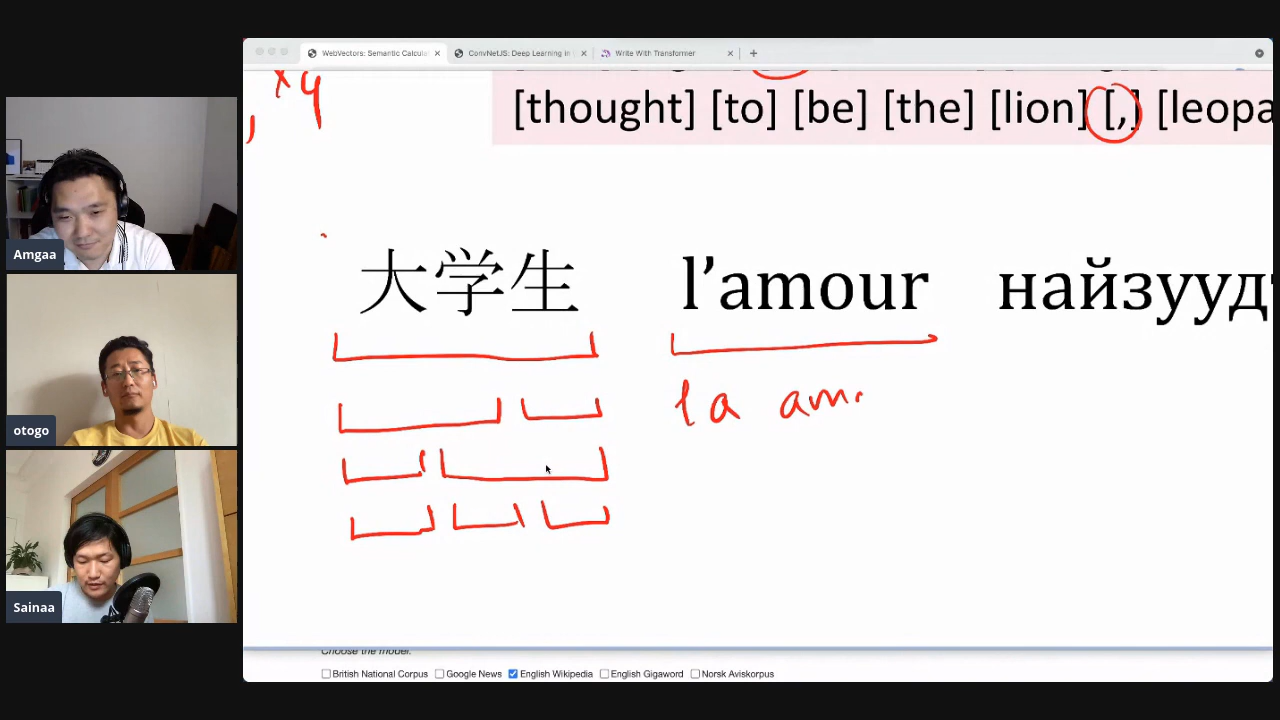 WebVectors: Semantic Calcula
ConvNetJS: Deep Learning in
Write With Transformer
, x4
[thought] [to] [be] [the] [lion] [,] [leopa
Amgaa
大学生 l’amour найзууд
la am.
otogo
Sainaa
Choose the model:
British National Corpus Google News English Wikipedia English Gigaword Norsk Aviskorpus